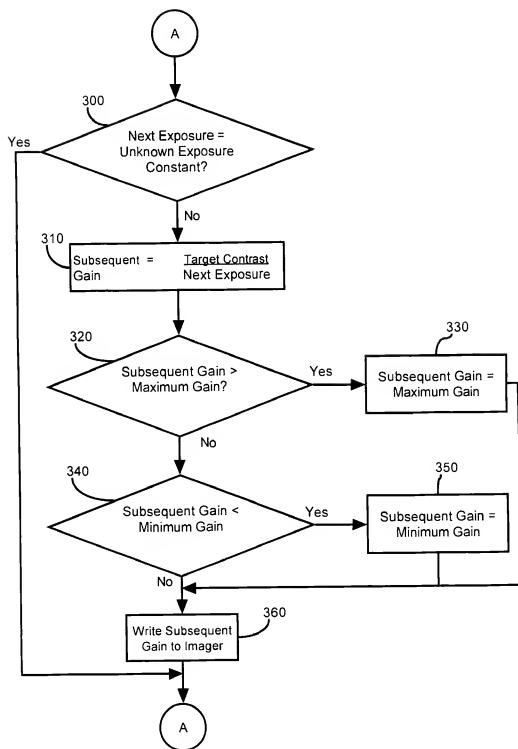 A
300
Yes
Next Exposure =
Unknown Exposure
Constant?
No
310
Subsequent = Target Contrast
Gain Next Exposure
320
330
Subsequent Gain >
Maximum Gain?
Yes
Subsequent Gain =
Maximum Gain
No
340
350
Subsequent Gain <
Minimum Gain
Yes
Subsequent Gain =
Minimum Gain
No
360
Write Subsequent
Gain to Imager
A